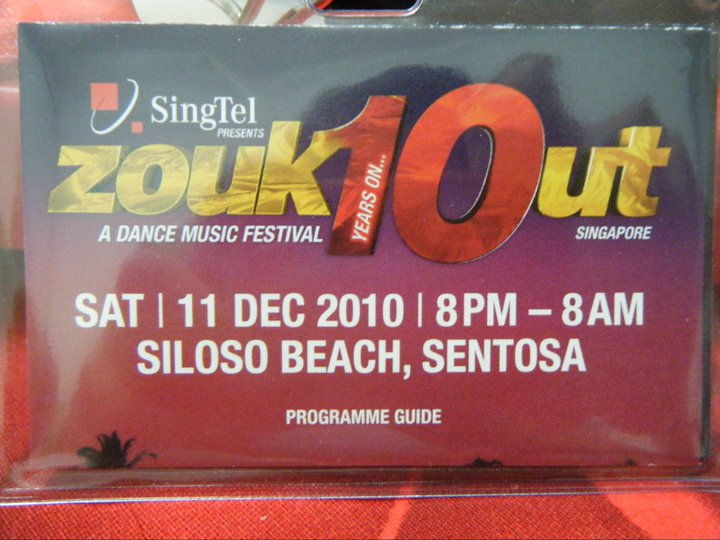 SingTel
PRESENTS
zouk10ut
YEARS ON...
A DANCE MUSIC FESTIVAL
SINGAPORE
SAT | 11 DEC 2010 | 8PM – 8AM
SILOSO BEACH, SENTOSA
PROGRAMME GUIDE